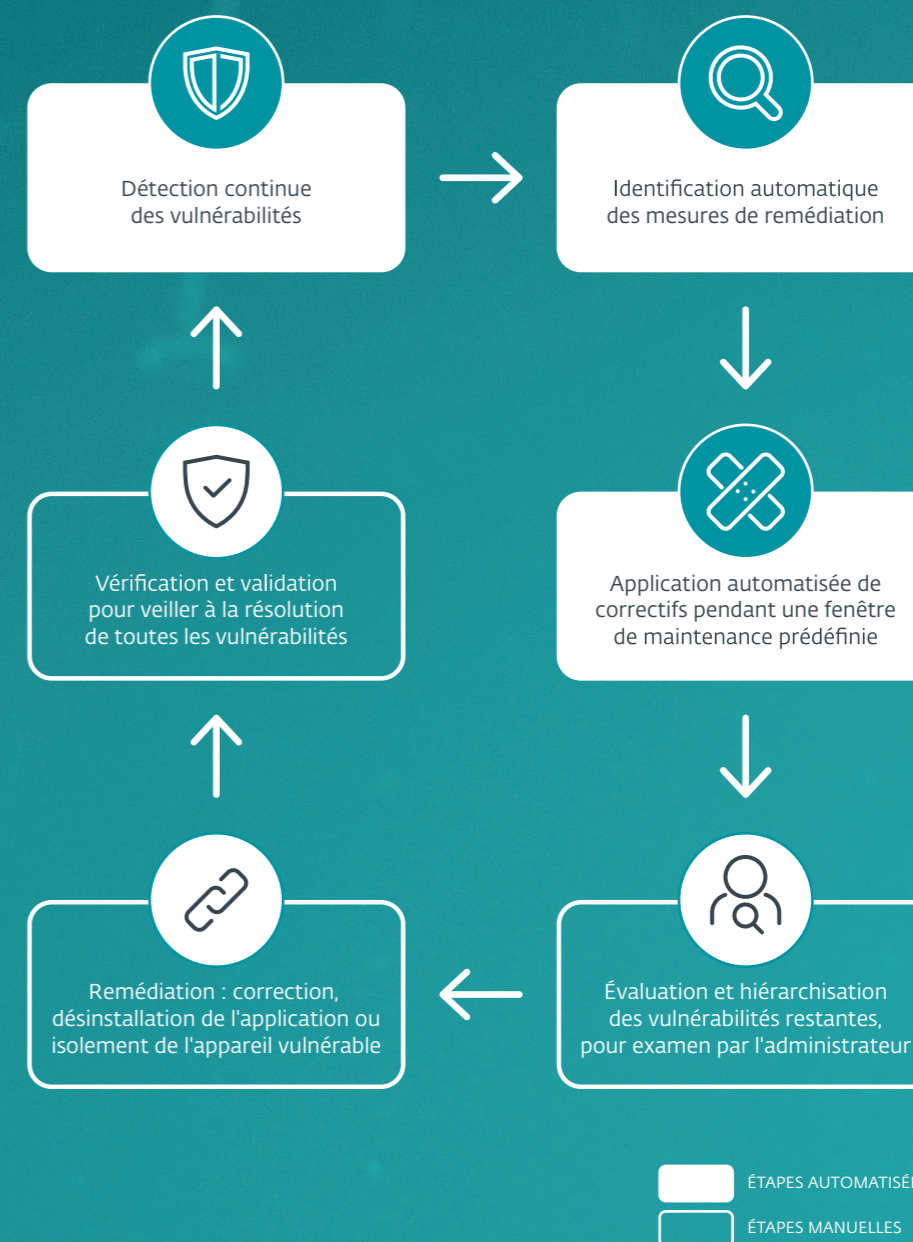 Détection continue
des vulnérabilités
Identification automatique
des mesures de remédiation
Application automatisée de
correctifs pendant une fenêtre
de maintenance prédéfinie
Évaluation et hiérarchisation
des vulnérabilités restantes,
pour examen par l'administrateur
Remédiation : correction,
désinstallation de l'application ou
isolement de l'appareil vulnérable
Vérification et validation
pour veiller à la résolution
de toutes les vulnérabilités
ÉTAPES
ÉTAPES MANUELLES